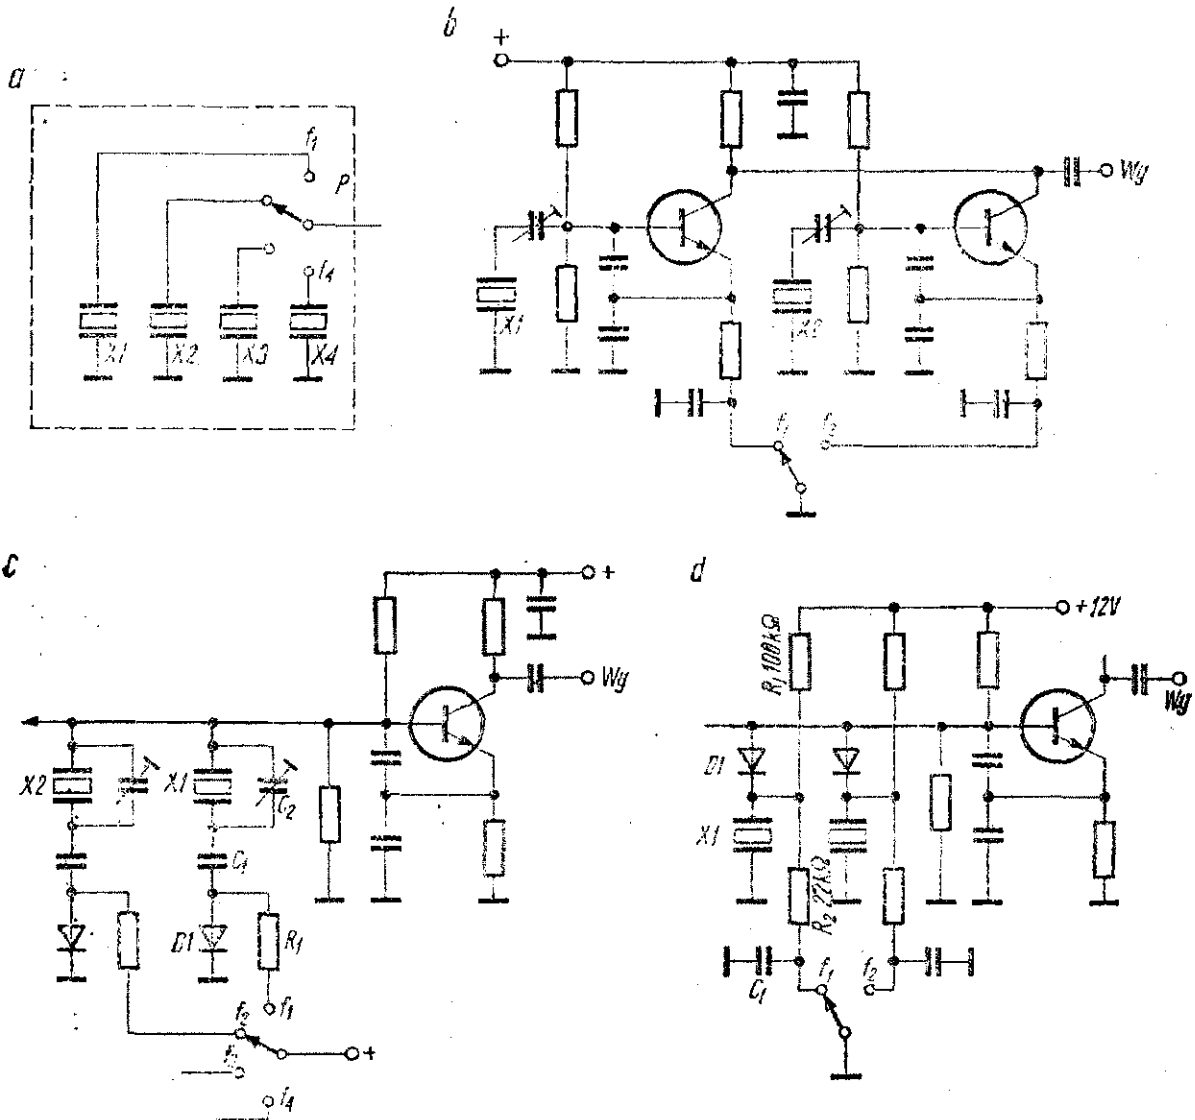 a
f₁
P
f₄
X1 X2 X3 X4
b
+
Wy
X1
f₁ f₂
c
+
Wy
X2
X1
C₂
C₁
D1
R₁
f₁
f₂
+
f₄
d
+12V
R₁ 100kΩ
Wy
D1
X1
R₂ 22kΩ
C₁
f₁ f₂